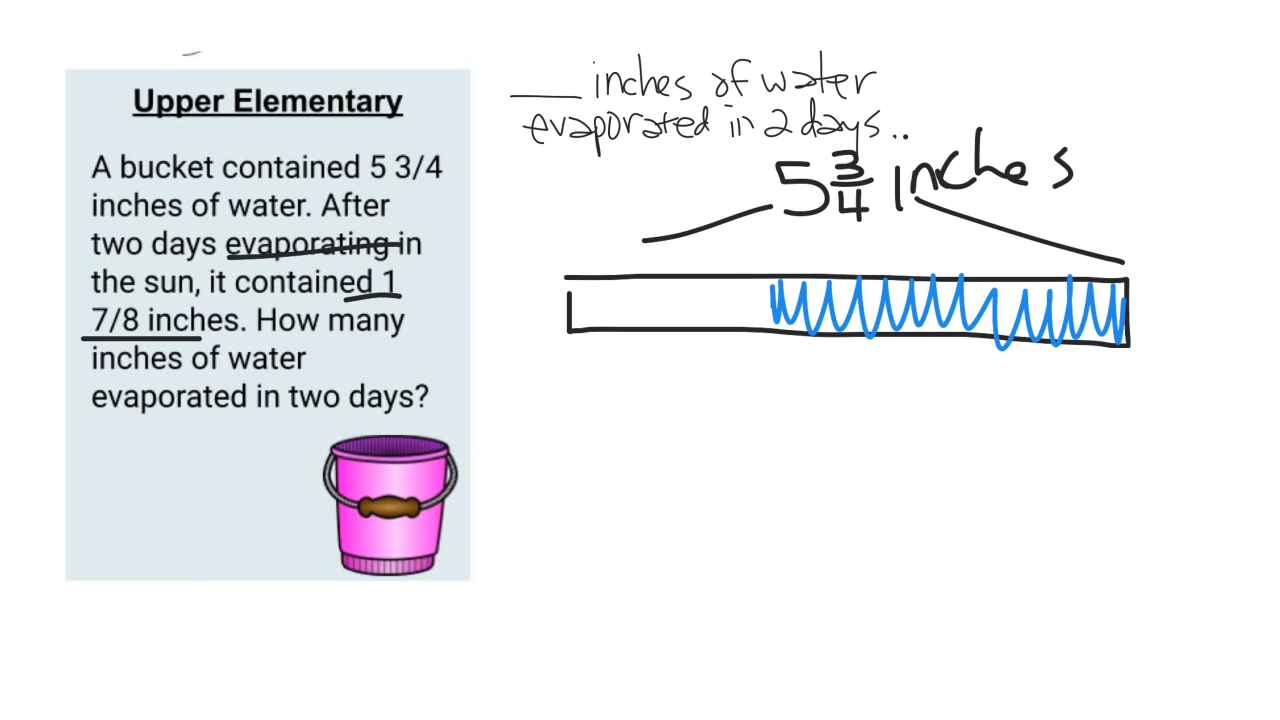 Upper Elementary
A bucket contained 5 3/4
inches of water. After
two days evaporating in
the sun, it contained 1
7/8 inches. How many
inches of water
evaporated in two days?
___ inches of water
evaporated in 2 days..
5 3/4 inches